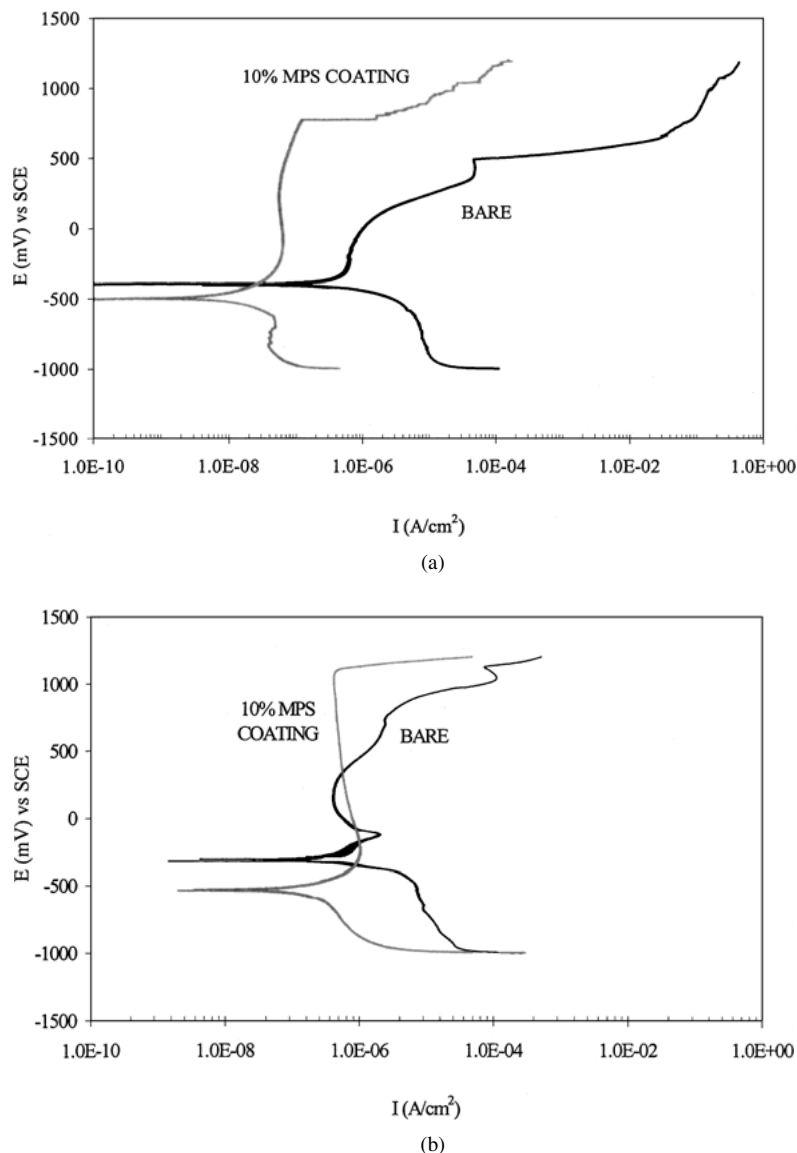 1500
1000
500
0
-500
-1000
-1500
E (mV) vs SCE
10% MPS COATING
BARE
1.0E-10 1.0E-08 1.0E-06 1.0E-04 1.0E-02 1.0E+00
I (A/cm²)
(a)
1500
1000
500
0
-500
-1000
-1500
E (mV) vs SCE
10% MPS
COATING
BARE
1.0E-10 1.0E-08 1.0E-06 1.0E-04 1.0E-02 1.0E+00
I (A/cm²)
(b)